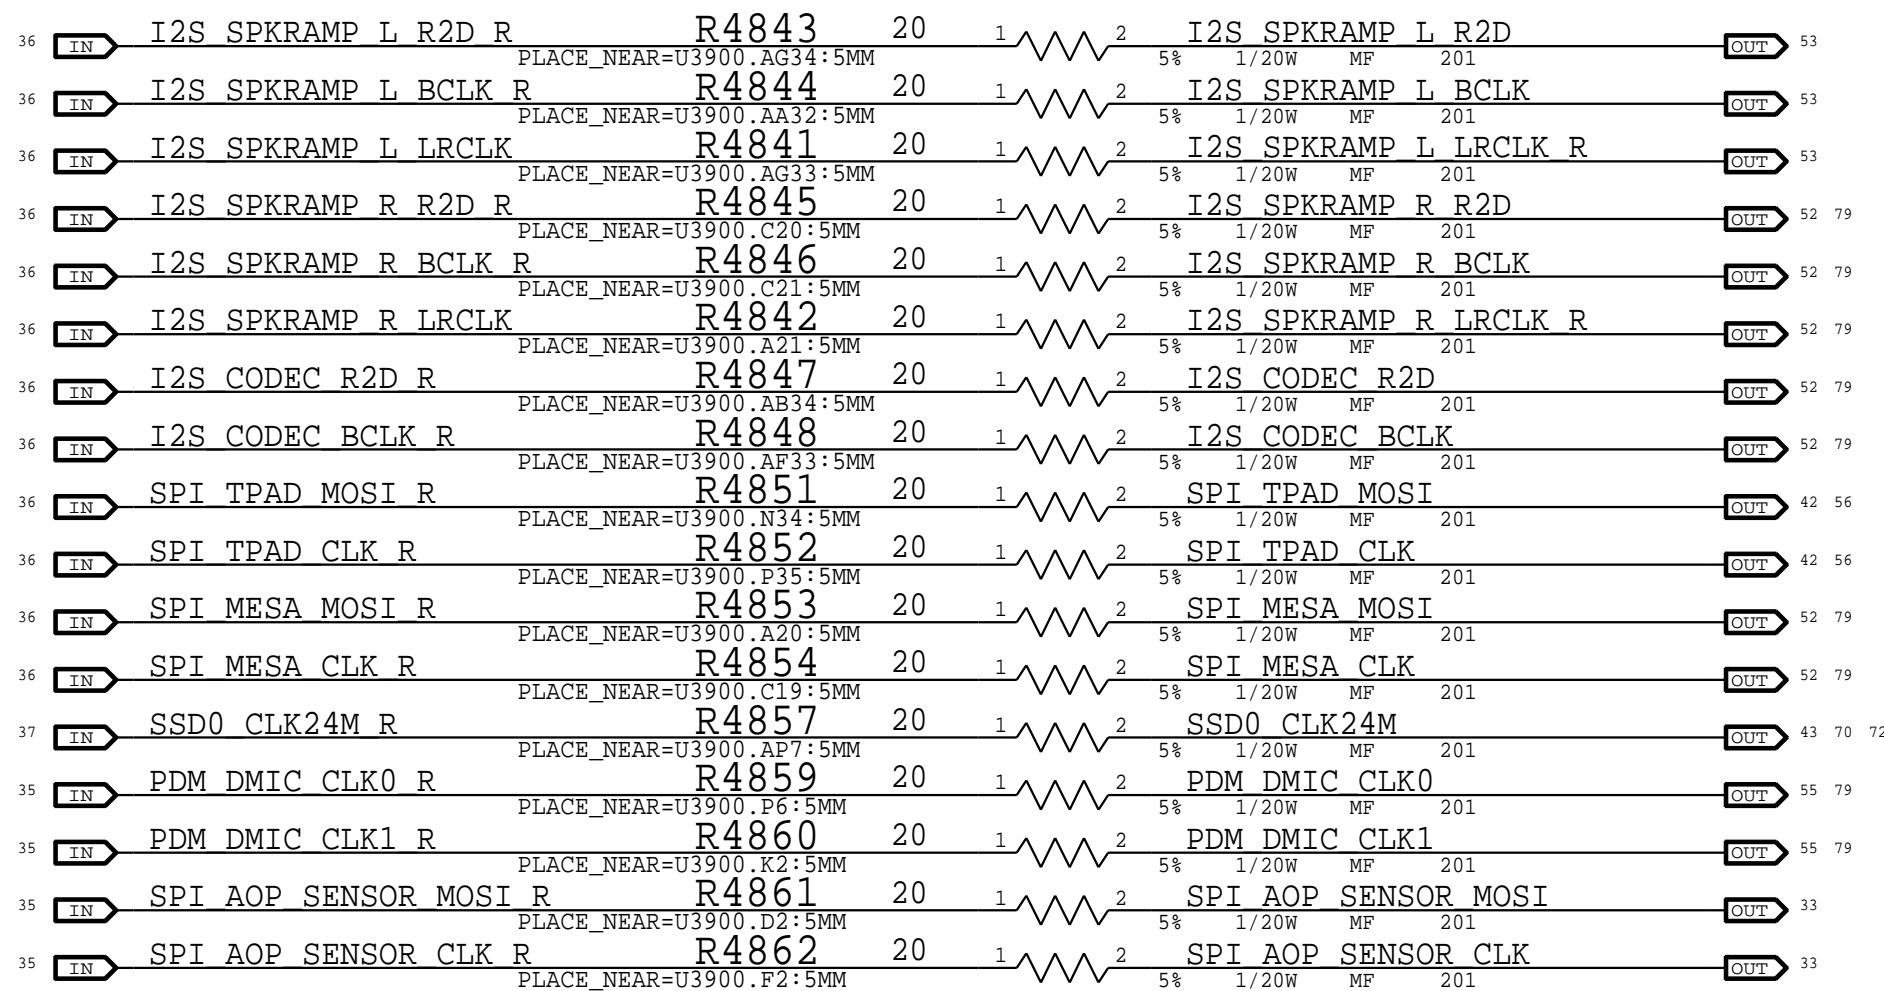 36 IN I2S_SPKRAMP_L_R2D_R R4843 20 1 2 I2S_SPKRAMP_L_R2D OUT 53
PLACE_NEAR=U3900.AG34:5MM 5% 1/20W MF 201
36 IN I2S_SPKRAMP_L_BCLK_R R4844 20 1 2 I2S_SPKRAMP_L_BCLK OUT 53
PLACE_NEAR=U3900.AA32:5MM 5% 1/20W MF 201
36 IN I2S_SPKRAMP_L_LRCLK R4841 20 1 2 I2S_SPKRAMP_L_LRCLK_R OUT 53
PLACE_NEAR=U3900.AG33:5MM 5% 1/20W MF 201
36 IN I2S_SPKRAMP_R_R2D_R R4845 20 1 2 I2S_SPKRAMP_R_R2D OUT 52 79
PLACE_NEAR=U3900.C20:5MM 5% 1/20W MF 201
36 IN I2S_SPKRAMP_R_BCLK_R R4846 20 1 2 I2S_SPKRAMP_R_BCLK OUT 52 79
PLACE_NEAR=U3900.C21:5MM 5% 1/20W MF 201
36 IN I2S_SPKRAMP_R_LRCLK R4842 20 1 2 I2S_SPKRAMP_R_LRCLK_R OUT 52 79
PLACE_NEAR=U3900.A21:5MM 5% 1/20W MF 201
36 IN I2S_CODEC_R2D_R R4847 20 1 2 I2S_CODEC_R2D OUT 52 79
PLACE_NEAR=U3900.AB34:5MM 5% 1/20W MF 201
36 IN I2S_CODEC_BCLK_R R4848 20 1 2 I2S_CODEC_BCLK OUT 52 79
PLACE_NEAR=U3900.AF33:5MM 5% 1/20W MF 201
36 IN SPI_TPAD_MOSI_R R4851 20 1 2 SPI_TPAD_MOSI OUT 42 56
PLACE_NEAR=U3900.N34:5MM 5% 1/20W MF 201
36 IN SPI_TPAD_CLK_R R4852 20 1 2 SPI_TPAD_CLK OUT 42 56
PLACE_NEAR=U3900.P35:5MM 5% 1/20W MF 201
36 IN SPI_MESA_MOSI_R R4853 20 1 2 SPI_MESA_MOSI OUT 52 79
PLACE_NEAR=U3900.A20:5MM 5% 1/20W MF 201
36 IN SPI_MESA_CLK_R R4854 20 1 2 SPI_MESA_CLK OUT 52 79
PLACE_NEAR=U3900.C19:5MM 5% 1/20W MF 201
37 IN SSD0_CLK24M_R R4857 20 1 2 SSD0_CLK24M OUT 43 70 72
PLACE_NEAR=U3900.AP7:5MM 5% 1/20W MF 201
35 IN PDM_DMIC_CLK0_R R4859 20 1 2 PDM_DMIC_CLK0 OUT 55 79
PLACE_NEAR=U3900.P6:5MM 5% 1/20W MF 201
35 IN PDM_DMIC_CLK1_R R4860 20 1 2 PDM_DMIC_CLK1 OUT 55 79
PLACE_NEAR=U3900.K2:5MM 5% 1/20W MF 201
35 IN SPI_AOP_SENSOR_MOSI_R R4861 20 1 2 SPI_AOP_SENSOR_MOSI OUT 33
PLACE_NEAR=U3900.D2:5MM 5% 1/20W MF 201
35 IN SPI_AOP_SENSOR_CLK_R R4862 20 1 2 SPI_AOP_SENSOR_CLK OUT 33
PLACE_NEAR=U3900.F2:5MM 5% 1/20W MF 201